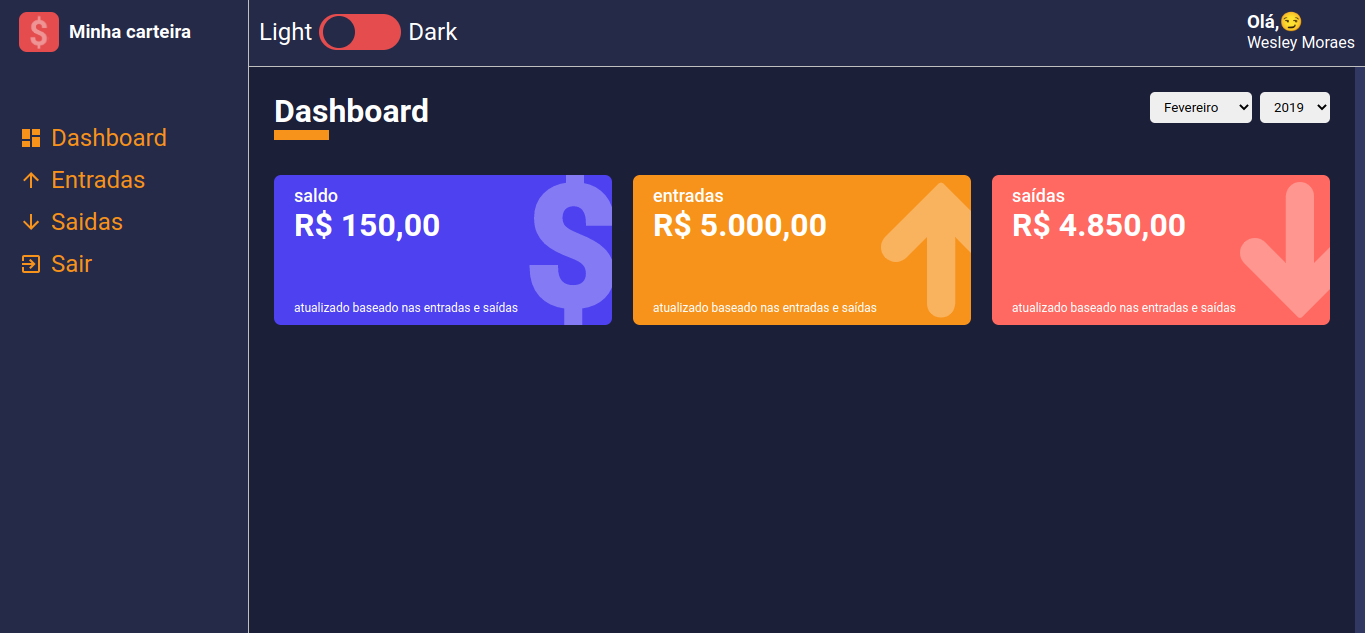 Minha carteira
Light Dark
Olá,😏
Wesley Moraes
Dashboard
Entradas
Saidas
Sair
Dashboard
Fevereiro 2019
saldo
R$ 150,00
atualizado baseado nas entradas e saídas
entradas
R$ 5.000,00
atualizado baseado nas entradas e saídas
saídas
R$ 4.850,00
atualizado baseado nas entradas e saídas